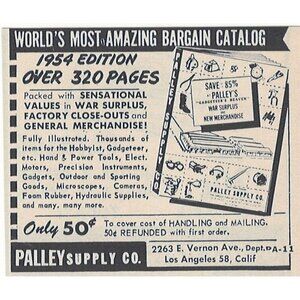 WORLD'S MOST AMAZING BARGAIN CATALOG
1954 EDITION
OVER 320 PAGES
Packed with SENSATIONAL
VALUES in WAR SURPLUS,
FACTORY CLOSE-OUTS and
GENERAL MERCHANDISE!
Fully Illustrated. Thousands of
items for the Hobbyist, Gadgeteer,
etc. Hand & Power Tools, Elect.
Motors, Precision Instruments,
Gadgets, Outdoor and Sporting
Goods, Microscopes, Cameras,
Foam Rubber, Hydraulic Supplies,
and many, many more.
SAVE: 85%
PALLEY'S
"GADGETEER'S HEAVEN"
WAR SURPLUS
NEW MERCHANDISE
PALLEY SUPPLY CO.
Only 50¢
To cover cost of HANDLING and MAILING.
50¢ REFUNDED with first order.
PALLEY SUPPLY CO.
2263 E. Vernon Ave., Dept. PA-11
Los Angeles 58, Calif